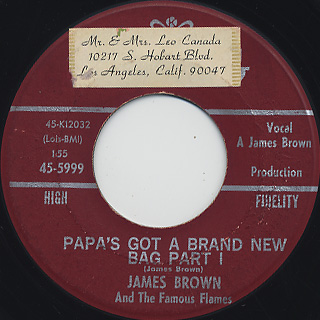 K
Mr. & Mrs. Leo Canada
10217 S. Hobart Blvd.
Los Angeles, Calif. 90047
45-K12032
(Lois-BMI)
1:55
45-5999
Vocal
A James Brown
Production
HIGH
FIDELITY
PAPA'S GOT A BRAND NEW
BAG PART I
(James Brown)
JAMES BROWN
And The Famous Flames